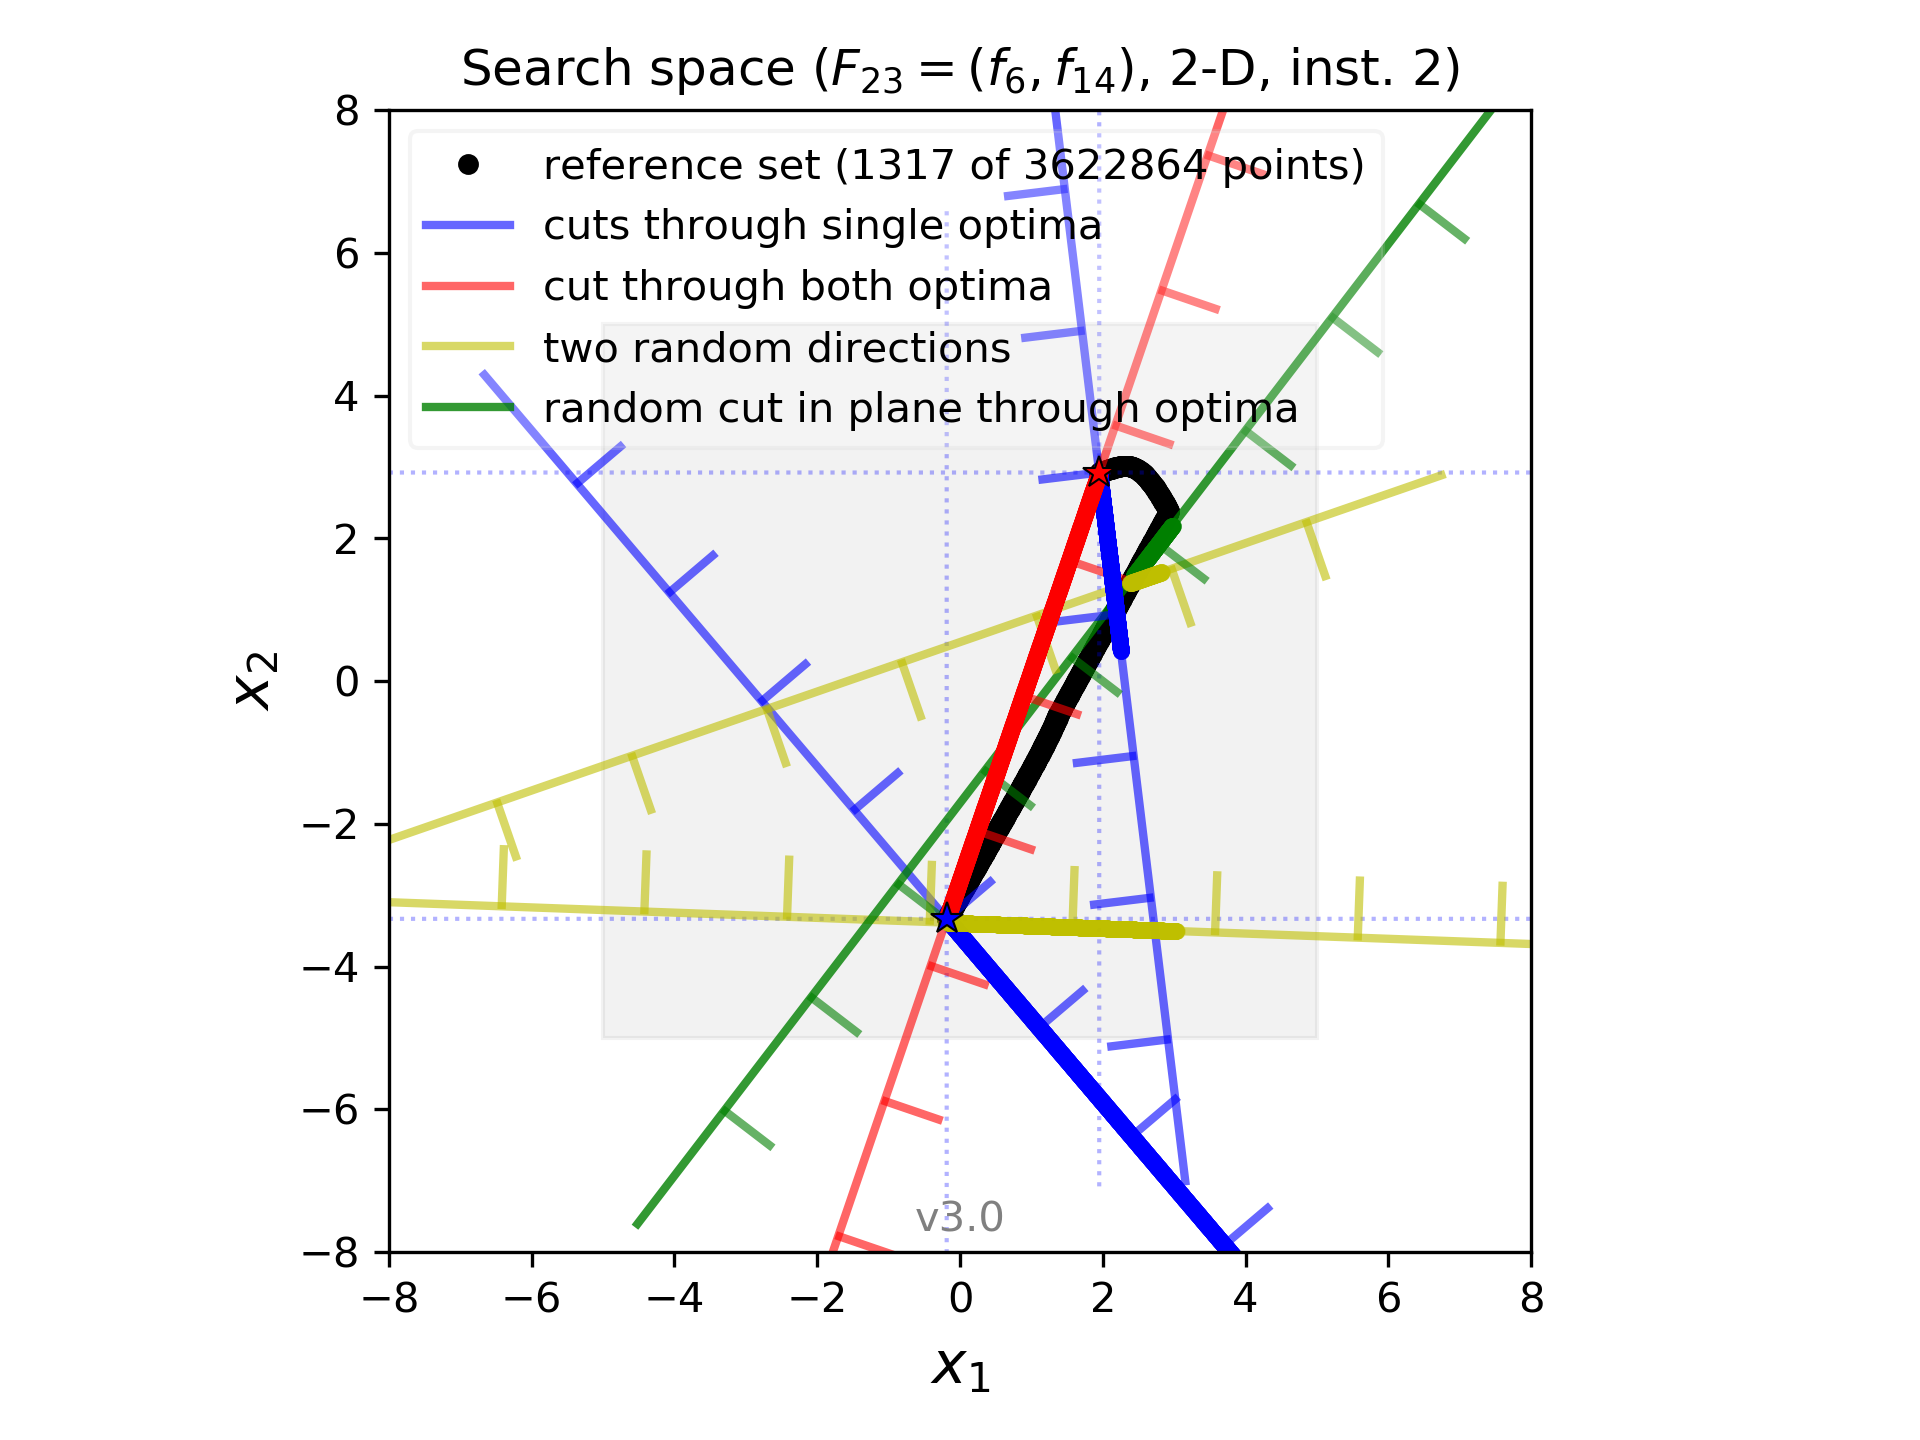 Search space (F23 = (f6, f14), 2-D, inst. 2)
reference set (1317 of 3622864 points)
cuts through single optima
cut through both optima
two random directions
random cut in plane through optima
8
6
4
2
0
−2
−4
−6
−8
x2
v3.0
−8 −6 −4 −2 0 2 4 6 8
x1